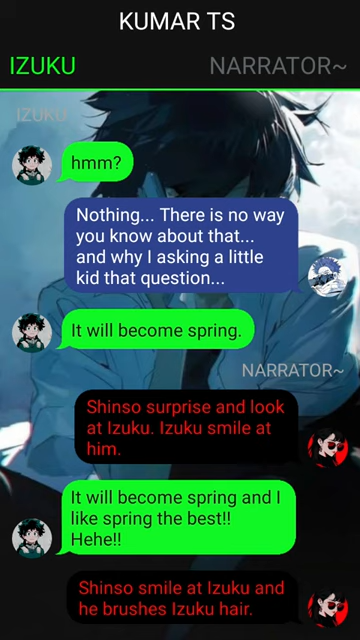 KUMAR TS
IZUKU
NARRATOR~
IZUKU
hmm?
Nothing... There is no way
you know about that...
and why I asking a little
kid that question...
It will become spring.
NARRATOR~
Shinso surprise and look
at Izuku. Izuku smile at
him.
It will become spring and I
like spring the best!!
Hehe!!
Shinso smile at Izuku and
he brushes Izuku hair.